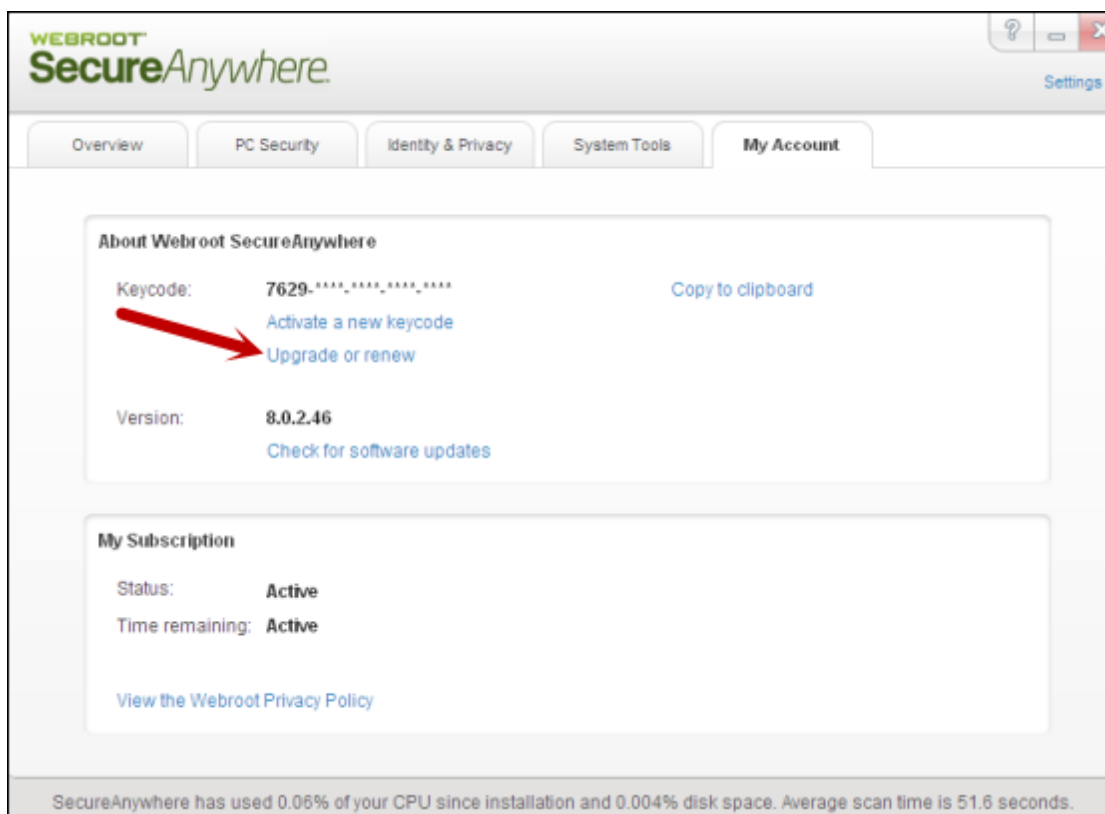 WEBROOT
SecureAnywhere.
?
Settings
Overview PC Security Identity & Privacy System Tools My Account
About Webroot SecureAnywhere
Keycode: 7629-****-****-****-**** Copy to clipboard
Activate a new keycode
Upgrade or renew
Version: 8.0.2.46
Check for software updates
My Subscription
Status: Active
Time remaining: Active
View the Webroot Privacy Policy
SecureAnywhere has used 0.06% of your CPU since installation and 0.004% disk space. Average scan time is 51.6 seconds.